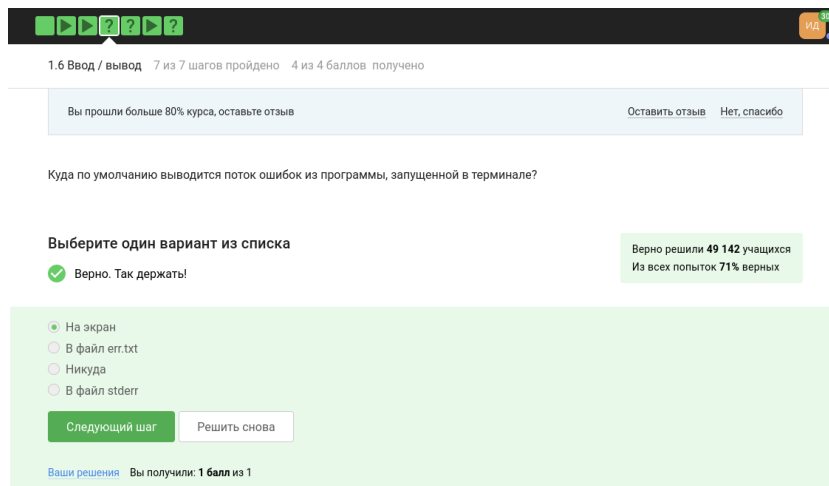 ? ? ?
ИД
30
1.6 Ввод / вывод 7 из 7 шагов пройдено 4 из 4 баллов получено
Вы прошли больше 80% курса, оставьте отзыв Оставить отзыв Нет, спасибо
Куда по умолчанию выводится поток ошибок из программы, запущенной в терминале?
Выберите один вариант из списка
Верно. Так держать!
Верно решили 49 142 учащихся
Из всех попыток 71% верных
На экран
В файл err.txt
Никуда
В файл stderr
Следующий шаг Решить снова
Ваши решения Вы получили: 1 балл из 1